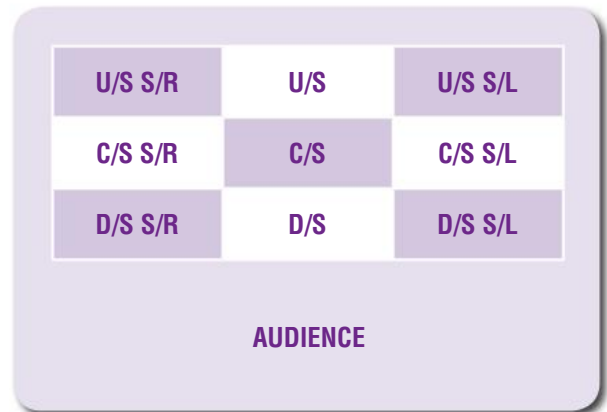 U/S S/R U/S U/S S/L
C/S S/R C/S C/S S/L
D/S S/R D/S D/S S/L
AUDIENCE